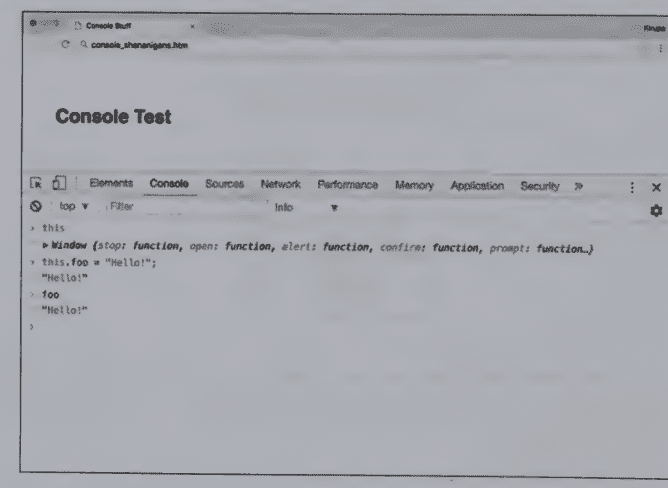 Console Stuff ×
Kirupa
console_shenanigans.htm
Console Test
Elements Console Sources Network Performance Memory Application Security »
top ▼ Filter Info ▼
> this
▶ Window {stop: function, open: function, alert: function, confirm: function, prompt: function…}
> this.foo = "Hello!";
"Hello!"
> foo
"Hello!"
>